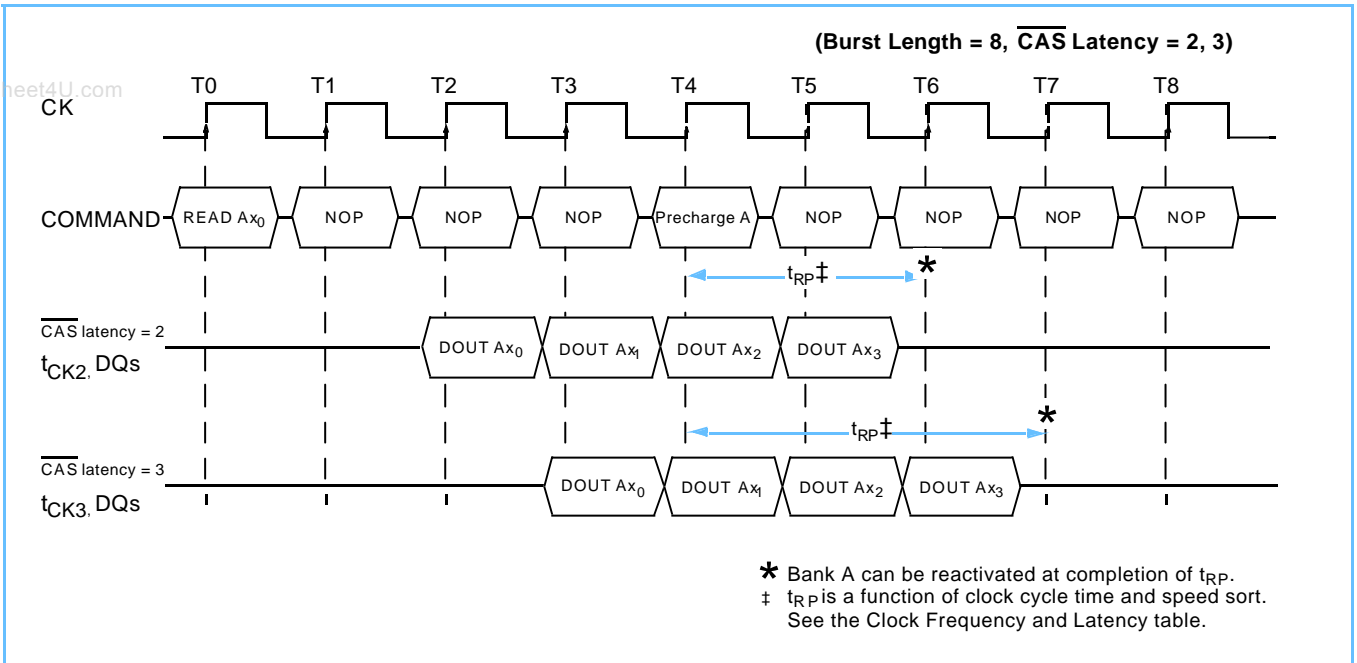 (Burst Length = 8, CAS Latency = 2, 3)
heet4U.com
T0 T1 T2 T3 T4 T5 T6 T7 T8
CK
COMMAND READ Ax0 NOP NOP NOP Precharge A NOP NOP NOP NOP
tRP‡ *
CAS latency = 2
tCK2, DQs DOUT Ax0 DOUT Ax1 DOUT Ax2 DOUT Ax3
tRP‡ *
CAS latency = 3
tCK3, DQs DOUT Ax0 DOUT Ax1 DOUT Ax2 DOUT Ax3
* Bank A can be reactivated at completion of tRP.
‡ tRP is a function of clock cycle time and speed sort.
See the Clock Frequency and Latency table.